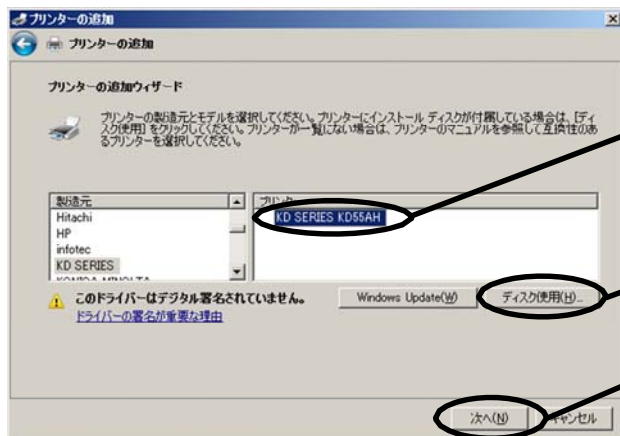 プリンターの追加
プリンターの追加
プリンターの追加ウィザード
プリンターの製造元とモデルを選択してください。プリンターにインストール ディスクが付属している場合は、[ディ
スク使用] をクリックしてください。プリンターが一覧にない場合は、プリンターのマニュアルを参照して互換性のあ
るプリンターを選択してください。
製造元
Hitachi
HP
infotec
KD SERIES
KONICA MINOLTA
プリンター
KD SERIES KD55AH
このドライバーはデジタル署名されていません。
ドライバーの署名が重要な理由
Windows Update(W)
ディスク使用(H)...
次へ(N)
キャンセル